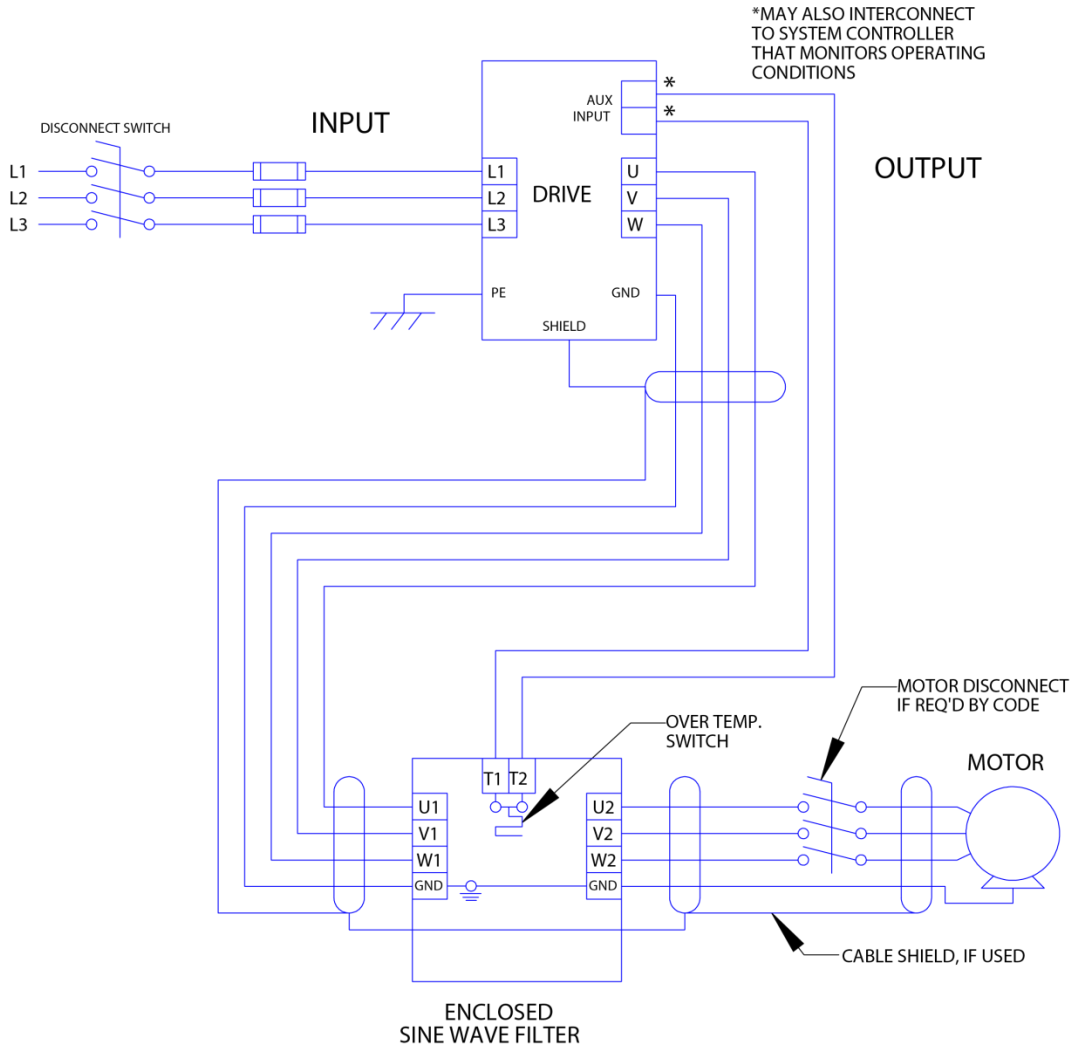 *MAY ALSO INTERCONNECT
TO SYSTEM CONTROLLER
THAT MONITORS OPERATING
CONDITIONS
DISCONNECT SWITCH
INPUT
OUTPUT
AUX
INPUT
*
*
L1
L2
L3
L1
L2
L3
DRIVE
U
V
W
PE
GND
SHIELD
MOTOR DISCONNECT
IF REQ'D BY CODE
OVER TEMP.
SWITCH
MOTOR
T1 T2
U1
V1
W1
GND
U2
V2
W2
GND
CABLE SHIELD, IF USED
ENCLOSED
SINE WAVE FILTER